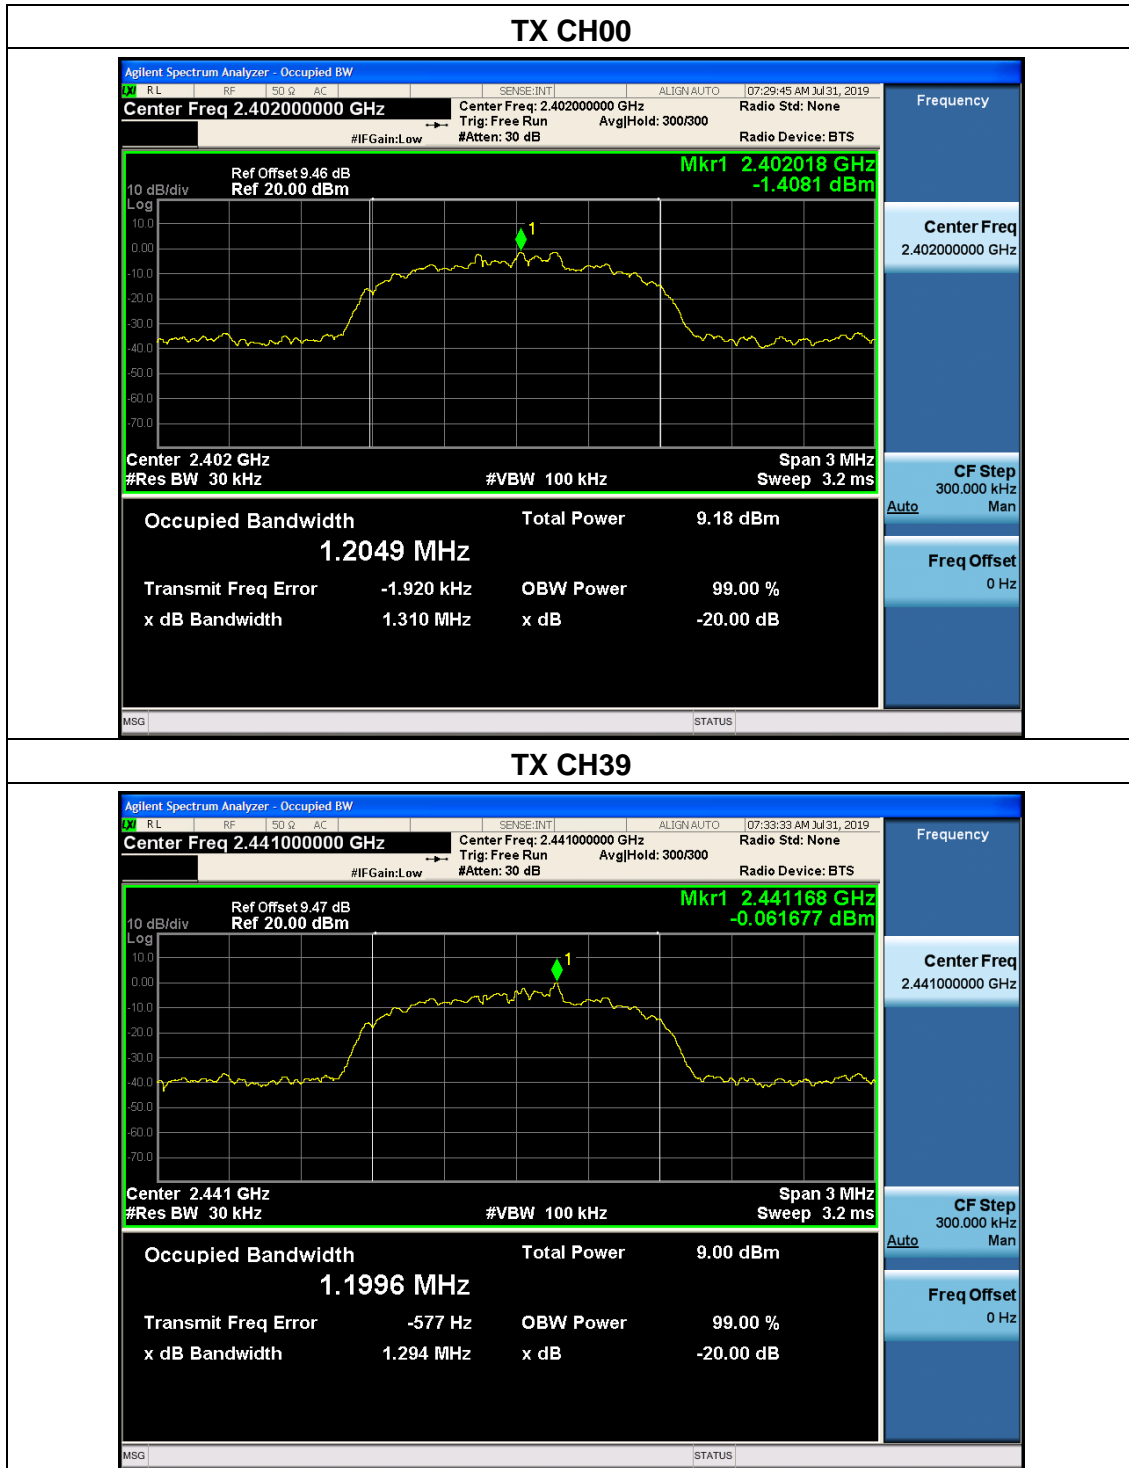 TX CH00
Agilent Spectrum Analyzer - Occupied BW
LXI RL RF 50 Ω AC SENSE:INT ALIGN AUTO 07:29:45 AM Jul 31, 2019
Center Freq 2.402000000 GHz Center Freq: 2.402000000 GHz Radio Std: None
Trig: Free Run Avg|Hold: 300/300
#IFGain:Low #Atten: 30 dB Radio Device: BTS
Frequency
Mkr1 2.402018 GHz
-1.4081 dBm
Ref Offset 9.46 dB
10 dB/div Ref 20.00 dBm
Log
10.0
0.00
-10.0
-20.0
-30.0
-40.0
-50.0
-60.0
-70.0
1
Center 2.402 GHz Span 3 MHz
#Res BW 30 kHz #VBW 100 kHz Sweep 3.2 ms
Center Freq
2.402000000 GHz
CF Step
300.000 kHz
Auto Man
Freq Offset
0 Hz
Occupied Bandwidth Total Power 9.18 dBm
1.2049 MHz
Transmit Freq Error -1.920 kHz OBW Power 99.00 %
x dB Bandwidth 1.310 MHz x dB -20.00 dB
MSG STATUS
TX CH39
Agilent Spectrum Analyzer - Occupied BW
LXI RL RF 50 Ω AC SENSE:INT ALIGN AUTO 07:33:33 AM Jul 31, 2019
Center Freq 2.441000000 GHz Center Freq: 2.441000000 GHz Radio Std: None
Trig: Free Run Avg|Hold: 300/300
#IFGain:Low #Atten: 30 dB Radio Device: BTS
Frequency
Mkr1 2.441168 GHz
-0.061677 dBm
Ref Offset 9.47 dB
10 dB/div Ref 20.00 dBm
Log
10.0
0.00
-10.0
-20.0
-30.0
-40.0
-50.0
-60.0
-70.0
1
Center 2.441 GHz Span 3 MHz
#Res BW 30 kHz #VBW 100 kHz Sweep 3.2 ms
Center Freq
2.441000000 GHz
CF Step
300.000 kHz
Auto Man
Freq Offset
0 Hz
Occupied Bandwidth Total Power 9.00 dBm
1.1996 MHz
Transmit Freq Error -577 Hz OBW Power 99.00 %
x dB Bandwidth 1.294 MHz x dB -20.00 dB
MSG STATUS